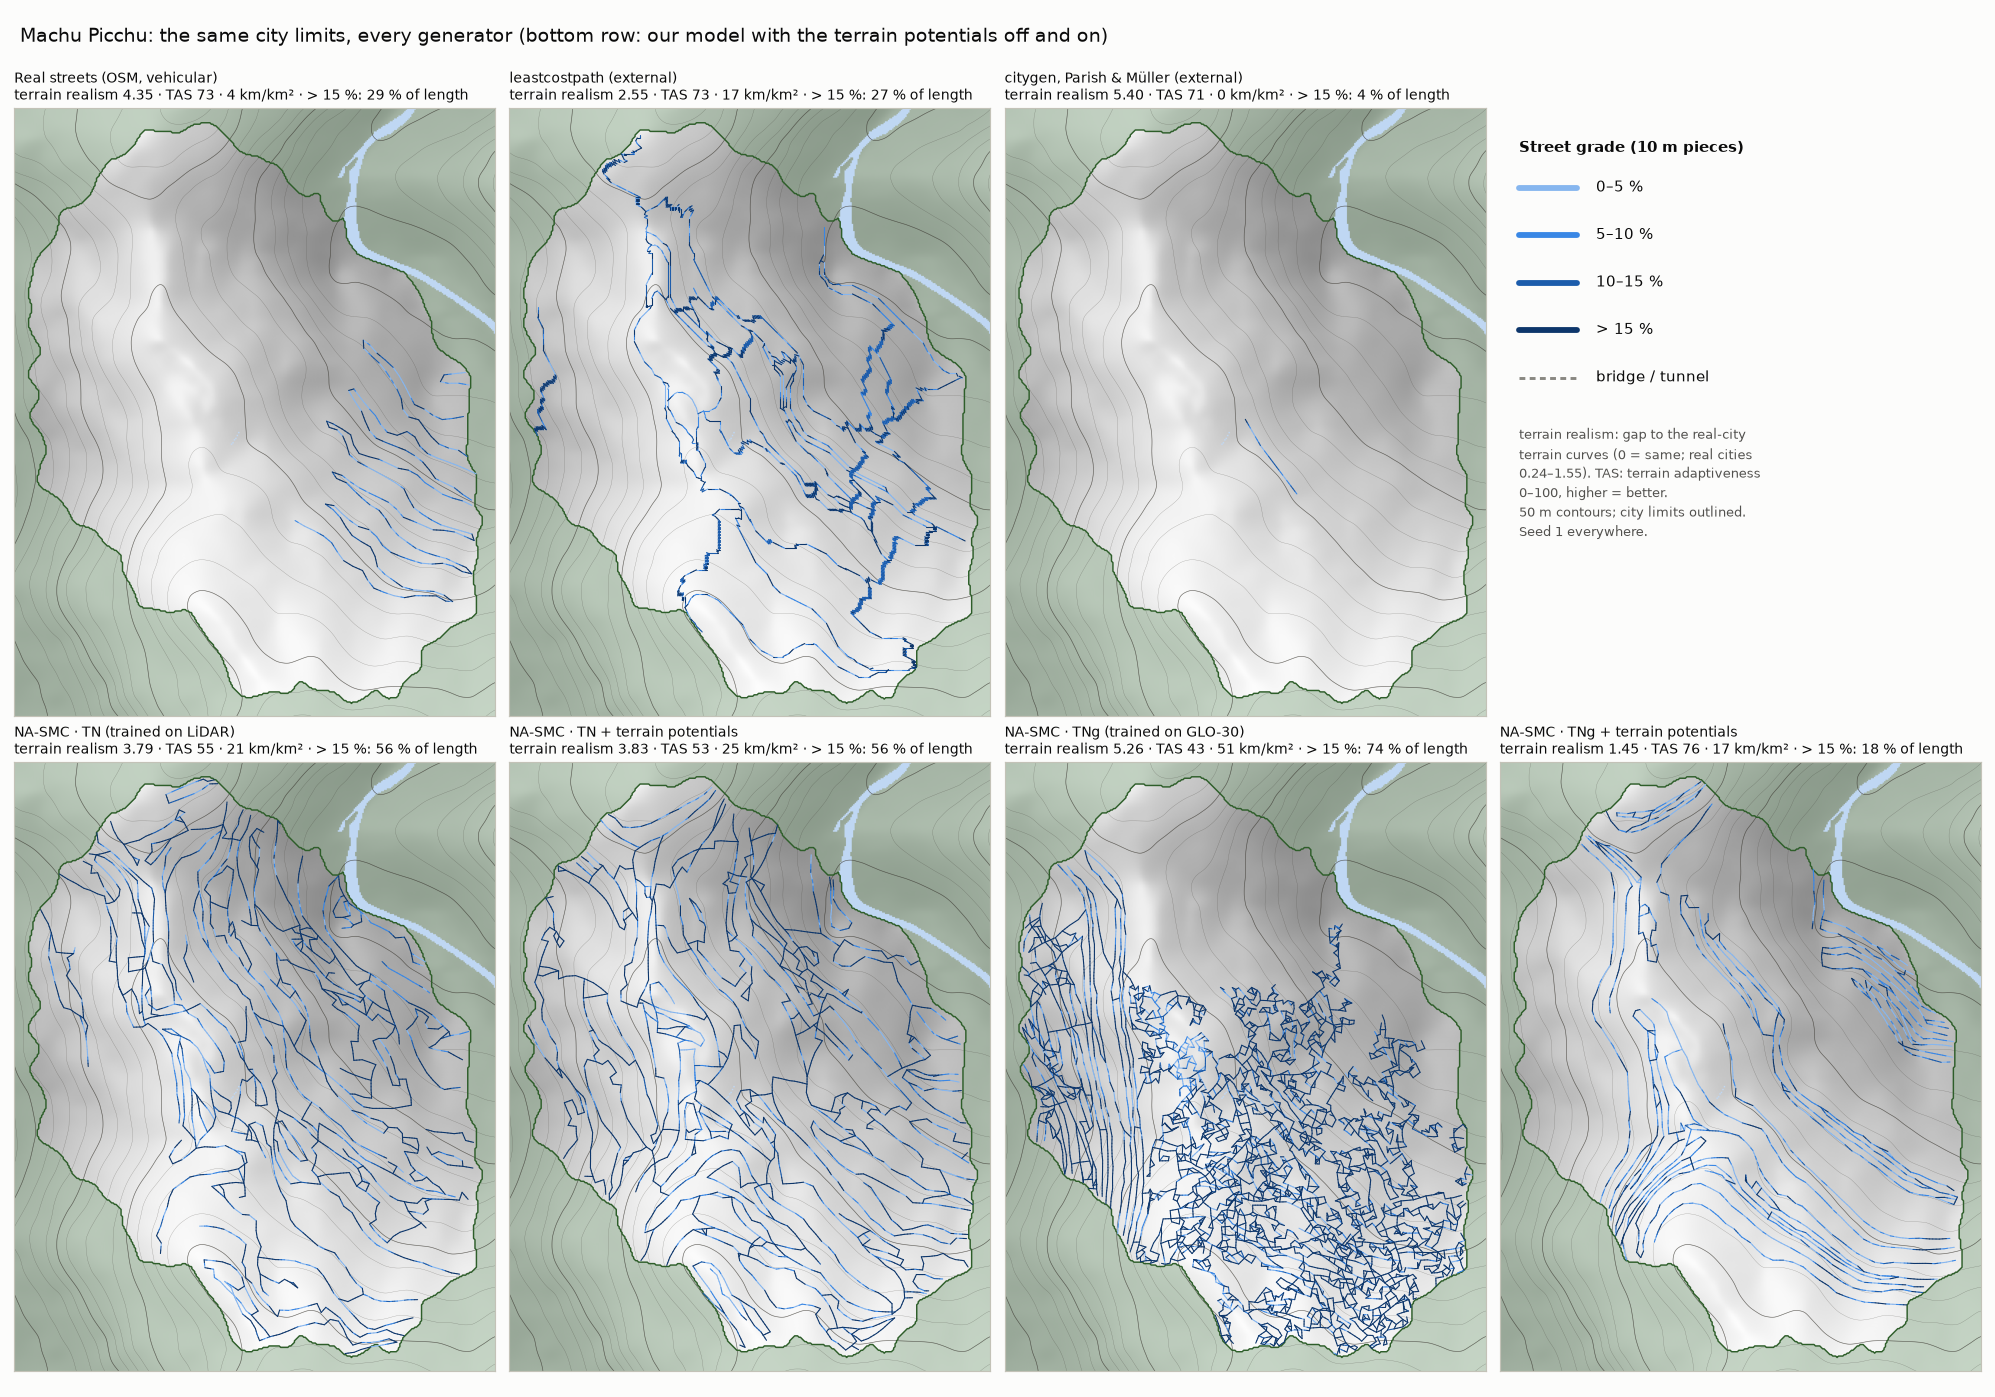 Machu Picchu: the same city limits, every generator (bottom row: our model with the terrain potentials off and on)
Real streets (OSM, vehicular)
terrain realism 4.35 · TAS 73 · 4 km/km² · > 15 %: 29 % of length
leastcostpath (external)
terrain realism 2.55 · TAS 73 · 17 km/km² · > 15 %: 27 % of length
citygen, Parish & Müller (external)
terrain realism 5.40 · TAS 71 · 0 km/km² · > 15 %: 4 % of length
Street grade (10 m pieces)
0–5 %
5–10 %
10–15 %
> 15 %
bridge / tunnel
terrain realism: gap to the real-city
terrain curves (0 = same; real cities
0.24–1.55). TAS: terrain adaptiveness
0–100, higher = better.
50 m contours; city limits outlined.
Seed 1 everywhere.
NA-SMC · TN (trained on LiDAR)
terrain realism 3.79 · TAS 55 · 21 km/km² · > 15 %: 56 % of length
NA-SMC · TN + terrain potentials
terrain realism 3.83 · TAS 53 · 25 km/km² · > 15 %: 56 % of length
NA-SMC · TNg (trained on GLO-30)
terrain realism 5.26 · TAS 43 · 51 km/km² · > 15 %: 74 % of length
NA-SMC · TNg + terrain potentials
terrain realism 1.45 · TAS 76 · 17 km/km² · > 15 %: 18 % of length